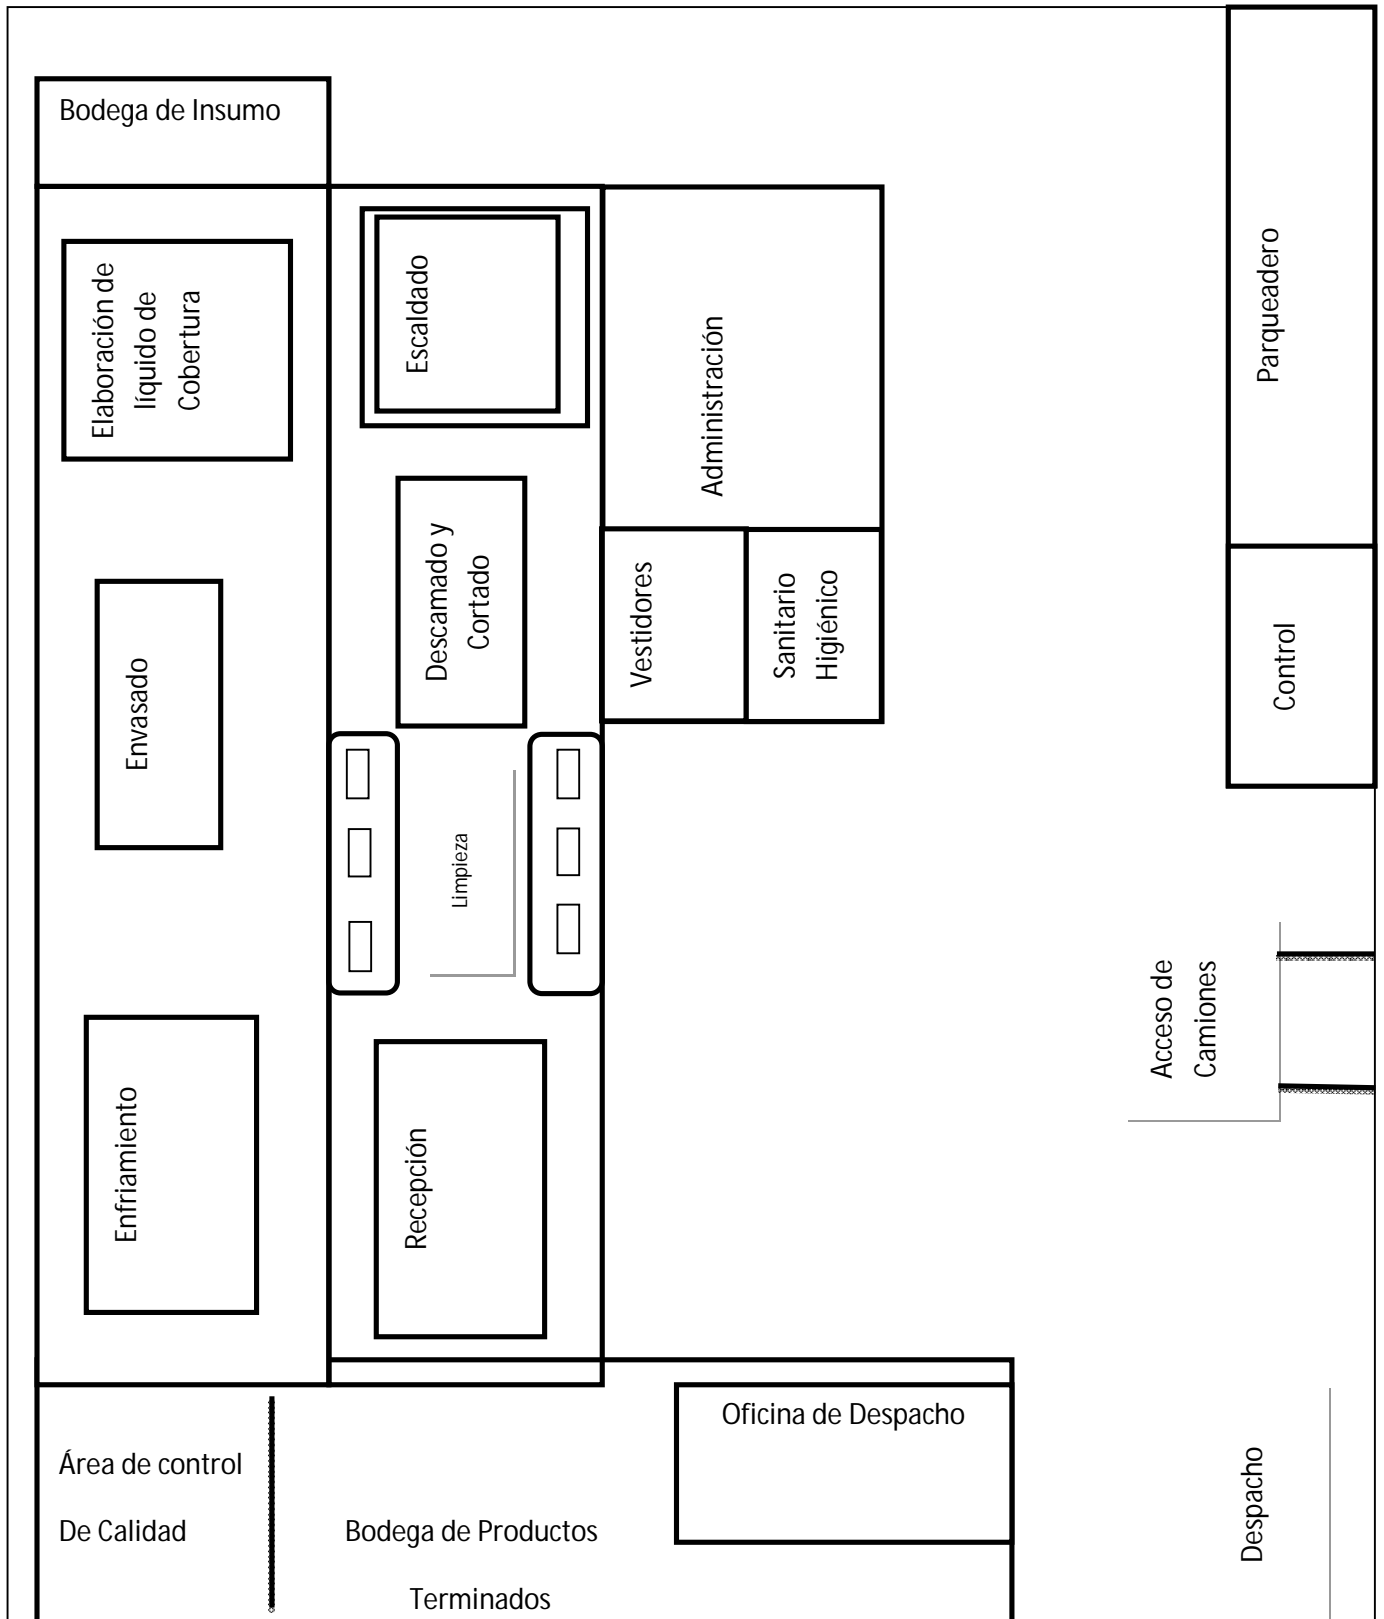 Bodega de Insumo
Elaboración de
líquido de
Cobertura
Escaldado
Administración
Parqueadero
Descamado y
Cortado
Vestidores
Sanitario
Higiénico
Control
Envasado
Limpieza
Acceso de
Camiones
Enfriamiento
Recepción
Oficina de Despacho
Área de control
De Calidad
Bodega de Productos
Terminados
Despacho